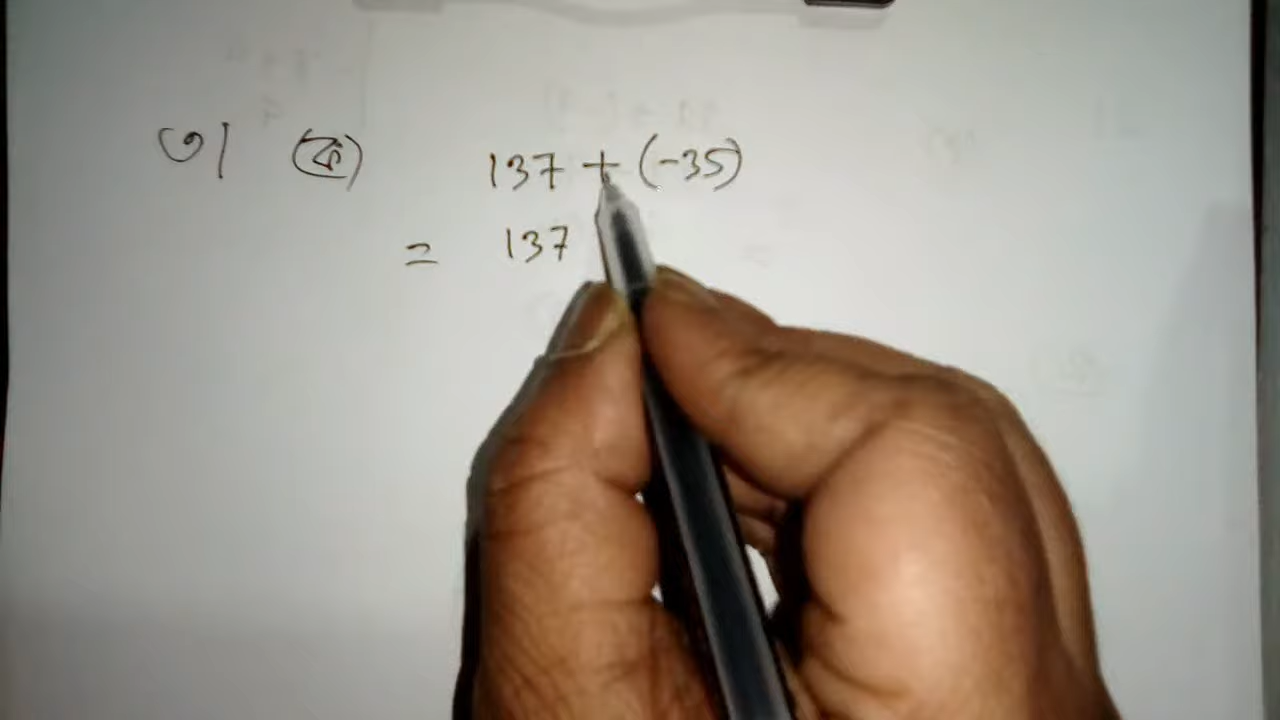 ৩। (ক) 137 + (-35)
= 137